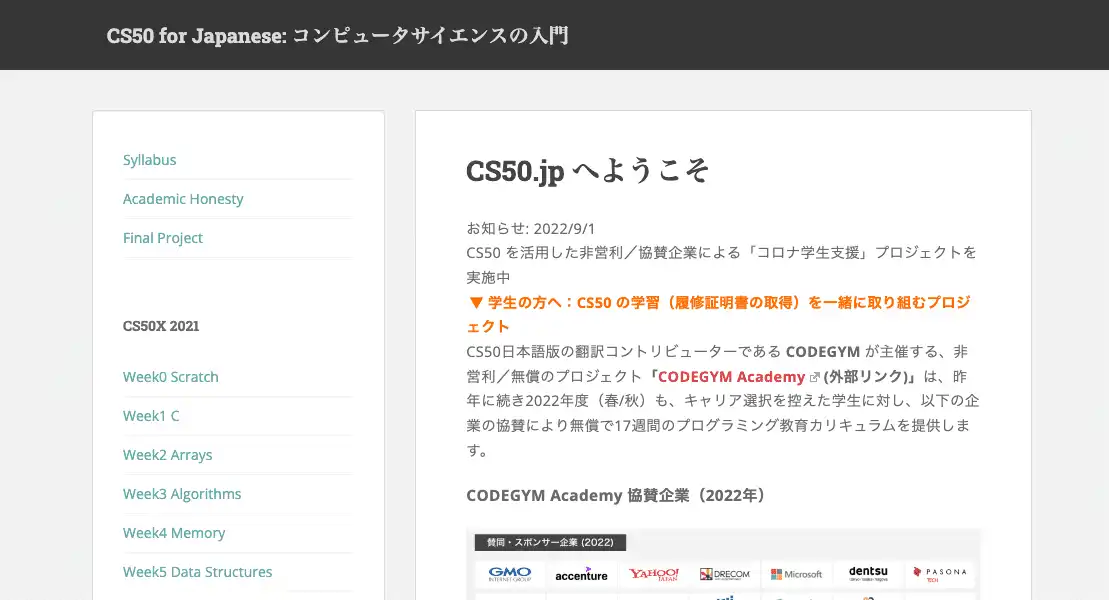 CS50 for Japanese: コンピュータサイエンスの入門
Syllabus
Academic Honesty
Final Project
CS50X 2021
Week0 Scratch
Week1 C
Week2 Arrays
Week3 Algorithms
Week4 Memory
Week5 Data Structures
CS50.jp へようこそ
お知らせ: 2022/9/1
CS50 を活用した非営利／協賛企業による「コロナ学生支援」プロジェクトを
実施中
▼ 学生の方へ：CS50 の学習（履修証明書の取得）を一緒に取り組むプロジ
ェクト
CS50日本語版の翻訳コントリビューターである CODEGYM が主催する、非
営利／無償のプロジェクト「CODEGYM Academy (外部リンク)」は、昨
年に続き2022年度（春/秋）も、キャリア選択を控えた学生に対し、以下の企
業の協賛により無償で17週間のプログラミング教育カリキュラムを提供しま
す。
CODEGYM Academy 協賛企業（2022年）
賛同・スポンサー企業 (2022)
GMO INTERNET GROUP accenture YAHOO! JAPAN DRECOM Microsoft dentsu PASONA TECH